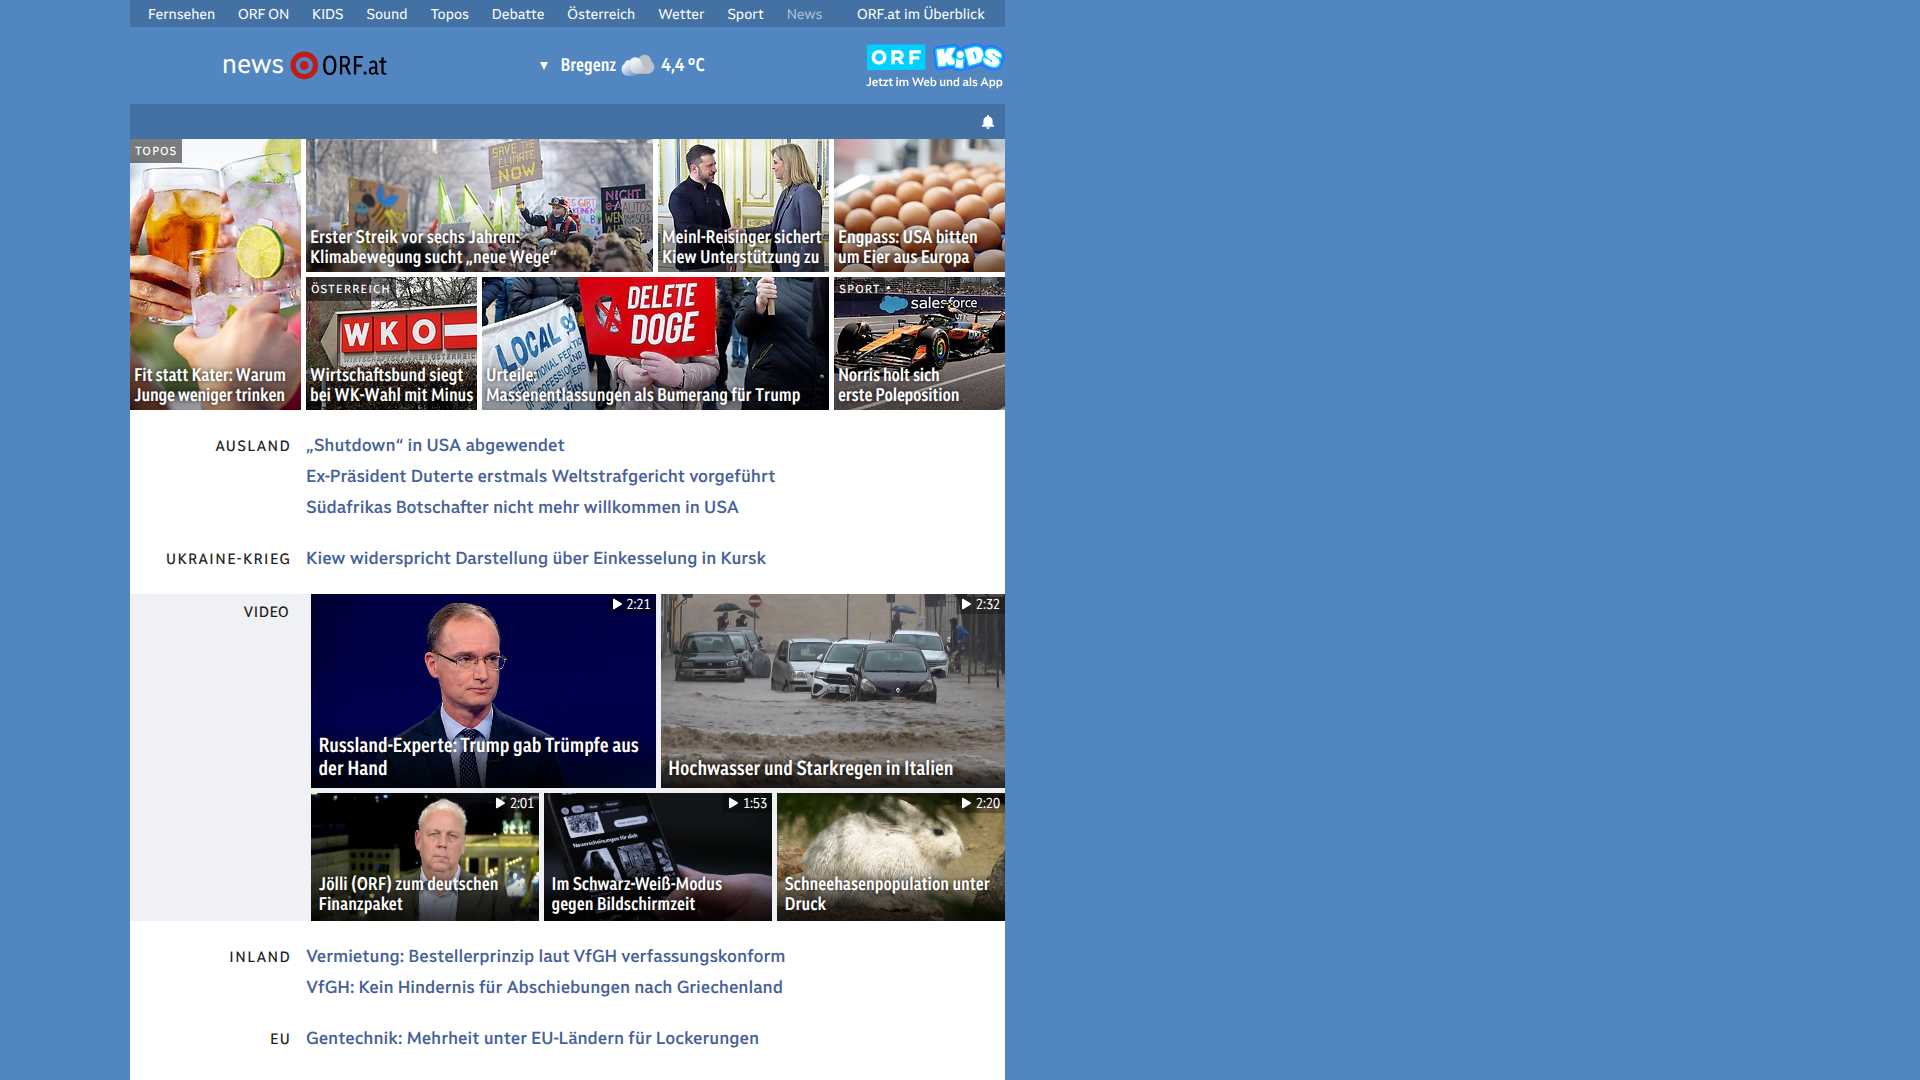 Fernsehen ORF ON KIDS Sound Topos Debatte Österreich Wetter Sport News ORF.at im Überblick
news ORF.at
▼ Bregenz 4,4 °C
ORF KiDS
Jetzt im Web und als App
TOPOS
Fit statt Kater: Warum
Junge weniger trinken
SAVE THE
CLIMATE
NOW
NICHT
Erster Streik vor sechs Jahren:
Klimabewegung sucht „neue Wege“
Meinl-Reisinger sichert
Kiew Unterstützung zu
Engpass: USA bitten
um Eier aus Europa
ÖSTERREICH
WKO
Wirtschaftsbund siegt
bei WK-Wahl mit Minus
DELETE
DOGE
LOCAL
Urteile:
Massenentlassungen als Bumerang für Trump
SPORT
salesforce
Norris holt sich
erste Poleposition
AUSLAND
„Shutdown“ in USA abgewendet
Ex-Präsident Duterte erstmals Weltstrafgericht vorgeführt
Südafrikas Botschafter nicht mehr willkommen in USA
UKRAINE-KRIEG
Kiew widerspricht Darstellung über Einkesselung in Kursk
VIDEO
2:21
Russland-Experte: Trump gab Trümpfe aus
der Hand
2:32
Hochwasser und Starkregen in Italien
2:01
Jölli (ORF) zum deutschen
Finanzpaket
1:53
Neuerscheinungen für dich
Im Schwarz-Weiß-Modus
gegen Bildschirmzeit
2:20
Schneehasenpopulation unter
Druck
INLAND
Vermietung: Bestellerprinzip laut VfGH verfassungskonform
VfGH: Kein Hindernis für Abschiebungen nach Griechenland
EU
Gentechnik: Mehrheit unter EU-Ländern für Lockerungen